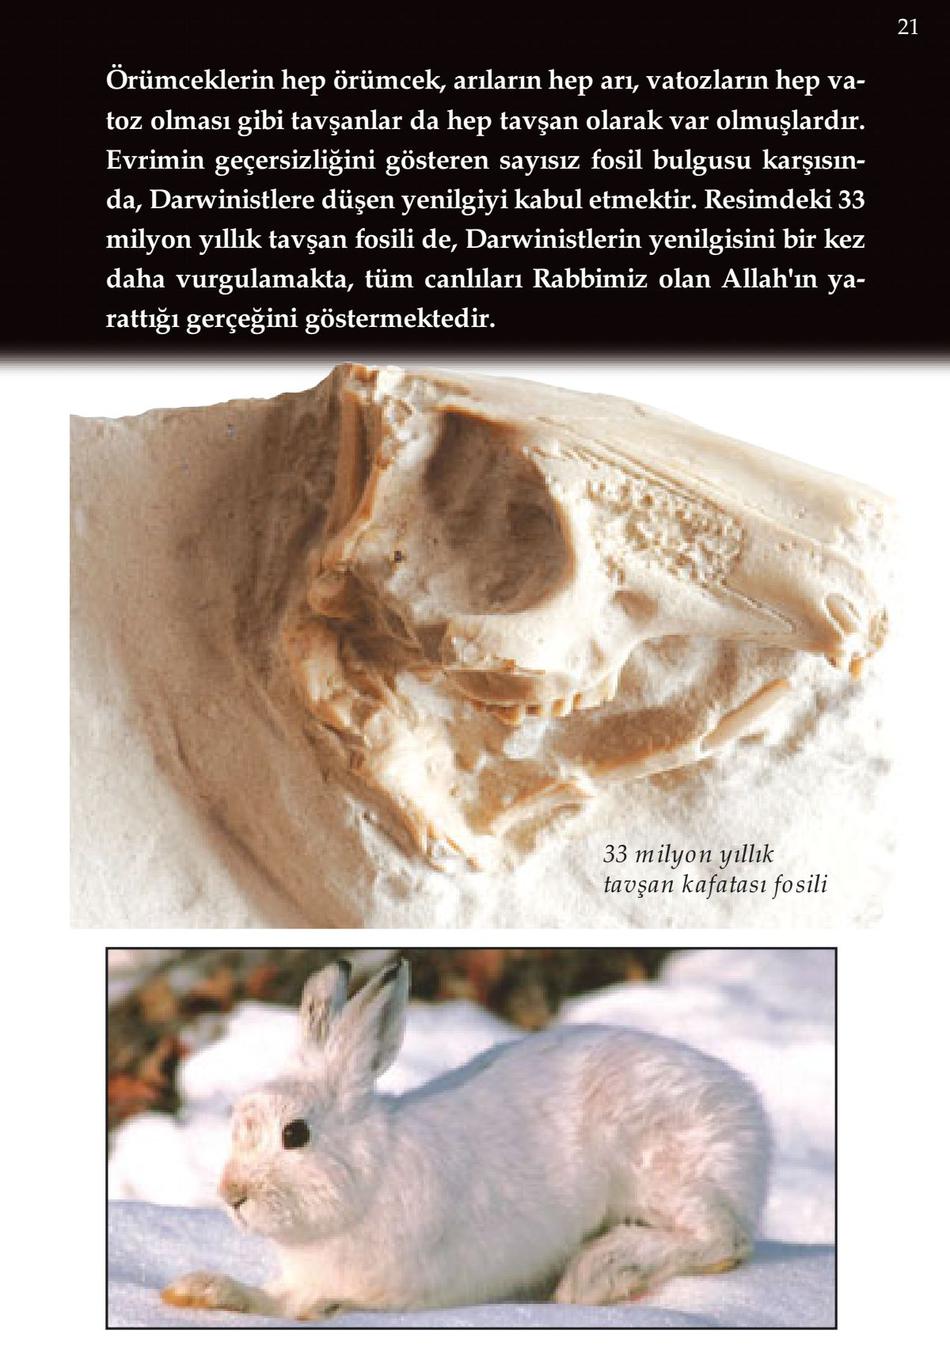 21
Örümceklerin hep örümcek, arıların hep arı, vatozların hep va-
toz olması gibi tavşanlar da hep tavşan olarak var olmuşlardır.
Evrimin geçersizliğini gösteren sayısız fosil bulgusu karşısın-
da, Darwinistlere düşen yenilgiyi kabul etmektir. Resimdeki 33
milyon yıllık tavşan fosili de, Darwinistlerin yenilgisini bir kez
daha vurgulamakta, tüm canlıları Rabbimiz olan Allah'ın ya-
rattığı gerçeğini göstermektedir.
33 milyon yıllık
tavşan kafatası fosili